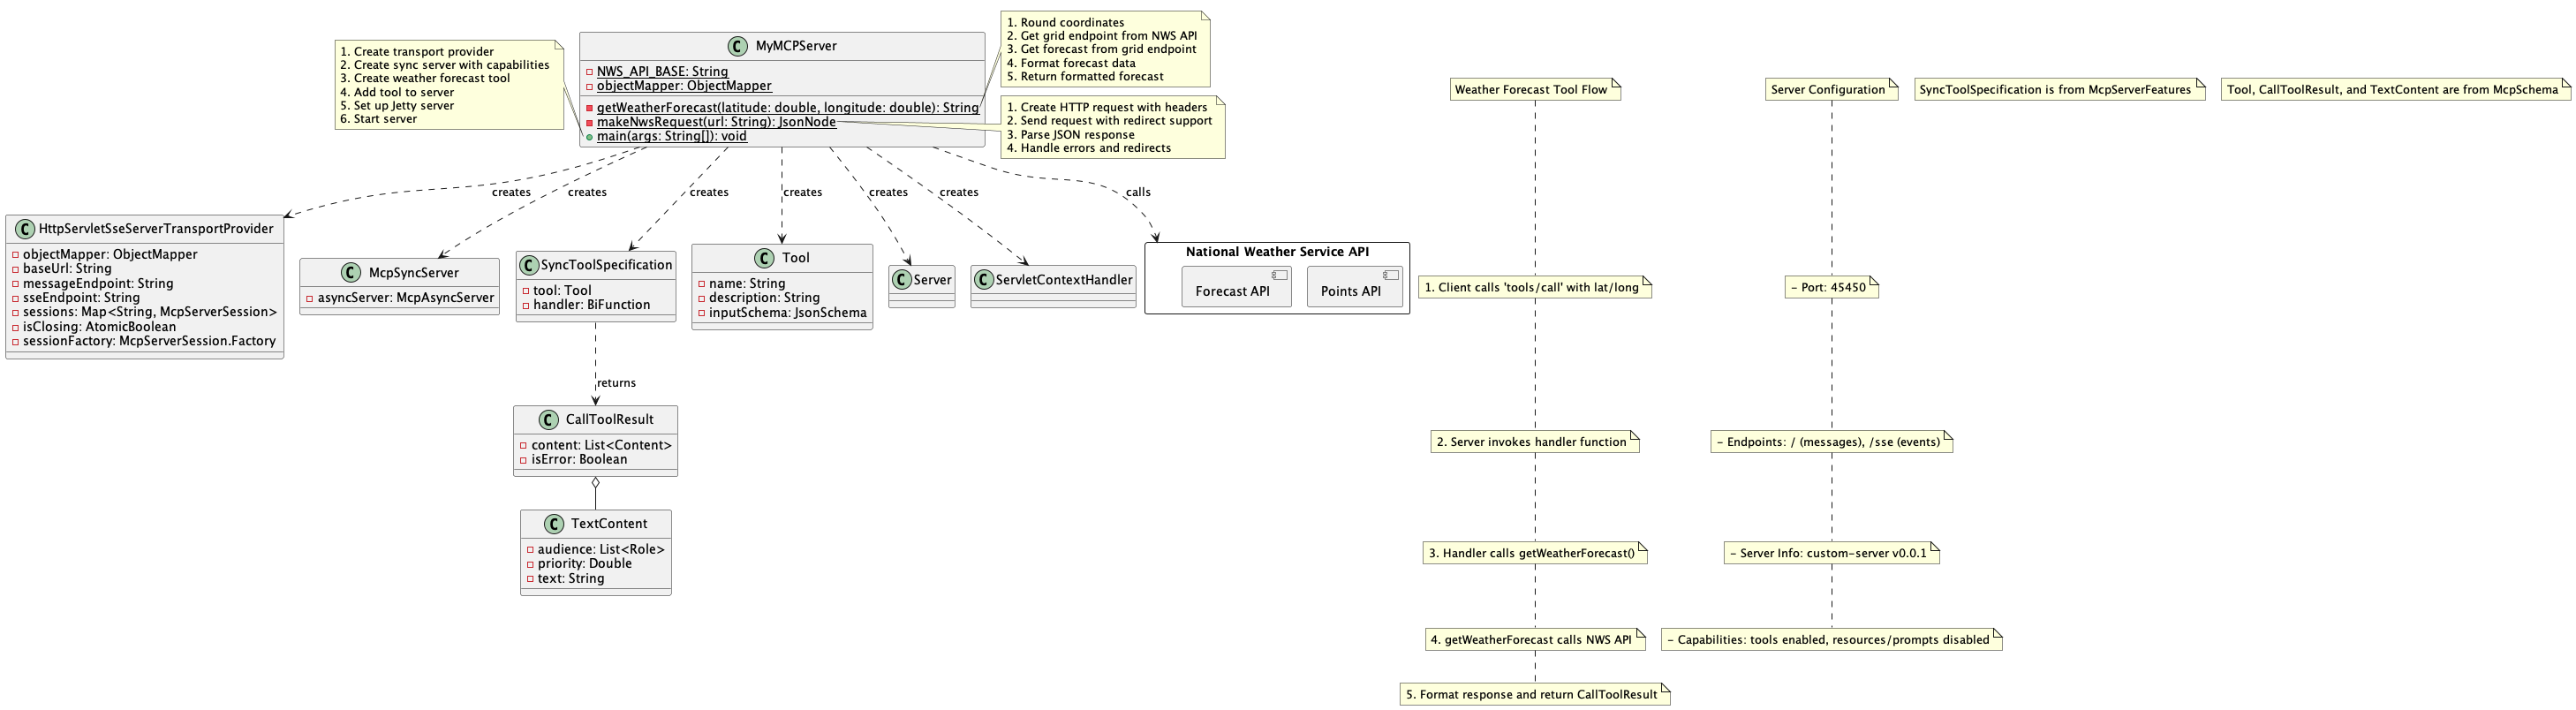 1. Create transport provider
2. Create sync server with capabilities
3. Create weather forecast tool
4. Add tool to server
5. Set up Jetty server
6. Start server
C MyMCPServer
NWS_API_BASE: String
objectMapper: ObjectMapper
getWeatherForecast(latitude: double, longitude: double): String
makeNwsRequest(url: String): JsonNode
main(args: String[]): void
1. Round coordinates
2. Get grid endpoint from NWS API
3. Get forecast from grid endpoint
4. Format forecast data
5. Return formatted forecast
1. Create HTTP request with headers
2. Send request with redirect support
3. Parse JSON response
4. Handle errors and redirects
creates
creates
creates
creates
creates
creates
calls
C HttpServletSseServerTransportProvider
objectMapper: ObjectMapper
baseUrl: String
messageEndpoint: String
sseEndpoint: String
sessions: Map<String, McpServerSession>
isClosing: AtomicBoolean
sessionFactory: McpServerSession.Factory
C McpSyncServer
asyncServer: McpAsyncServer
C SyncToolSpecification
tool: Tool
handler: BiFunction
C Tool
name: String
description: String
inputSchema: JsonSchema
C Server
C ServletContextHandler
National Weather Service API
Forecast API
Points API
returns
C CallToolResult
content: List<Content>
isError: Boolean
C TextContent
audience: List<Role>
priority: Double
text: String
Weather Forecast Tool Flow
1. Client calls 'tools/call' with lat/long
2. Server invokes handler function
3. Handler calls getWeatherForecast()
4. getWeatherForecast calls NWS API
5. Format response and return CallToolResult
Server Configuration
- Port: 45450
- Endpoints: / (messages), /sse (events)
- Server Info: custom-server v0.0.1
- Capabilities: tools enabled, resources/prompts disabled
SyncToolSpecification is from McpServerFeatures
Tool, CallToolResult, and TextContent are from McpSchema